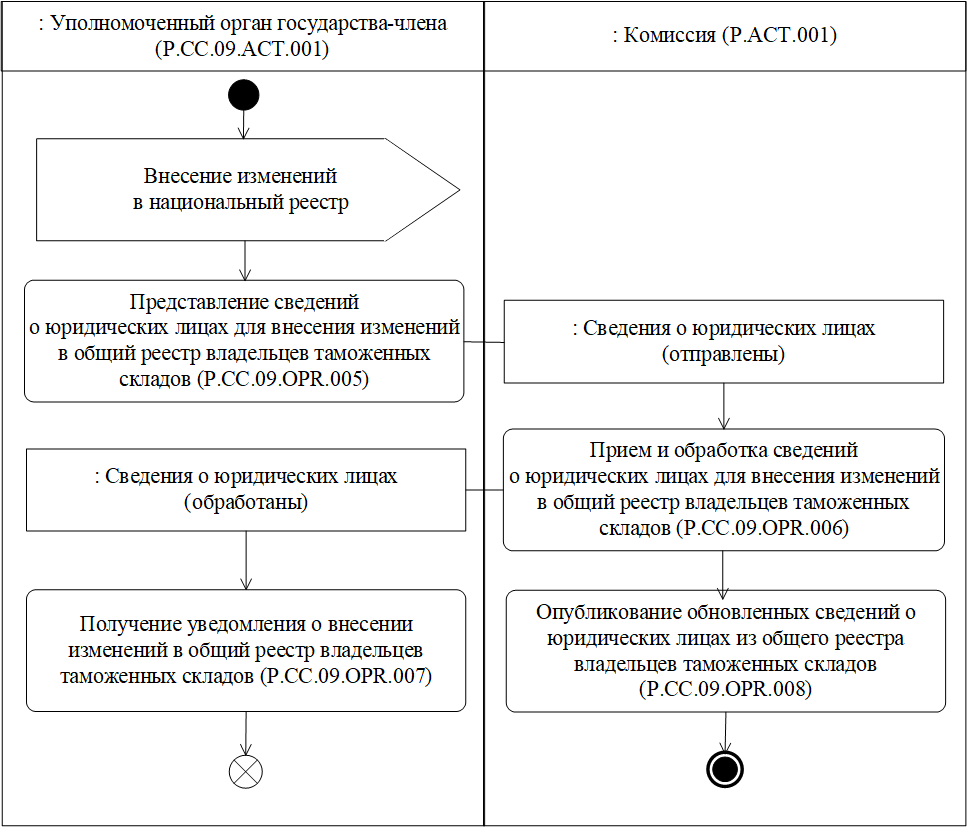 : Уполномоченный орган государства-члена
(P.CC.09.ACT.001)
: Комиссия (P.ACT.001)
Внесение изменений
в национальный реестр
Представление сведений
о юридических лицах для внесения изменений
в общий реестр владельцев таможенных
складов (P.CC.09.OPR.005)
: Сведения о юридических лицах
(отправлены)
Прием и обработка сведений
о юридических лицах для внесения изменений
в общий реестр владельцев таможенных
складов (P.CC.09.OPR.006)
: Сведения о юридических лицах
(обработаны)
Получение уведомления о внесении
изменений в общий реестр владельцев
таможенных складов (P.CC.09.OPR.007)
Опубликование обновленных сведений о
юридических лицах из общего реестра
владельцев таможенных складов
(P.CC.09.OPR.008)